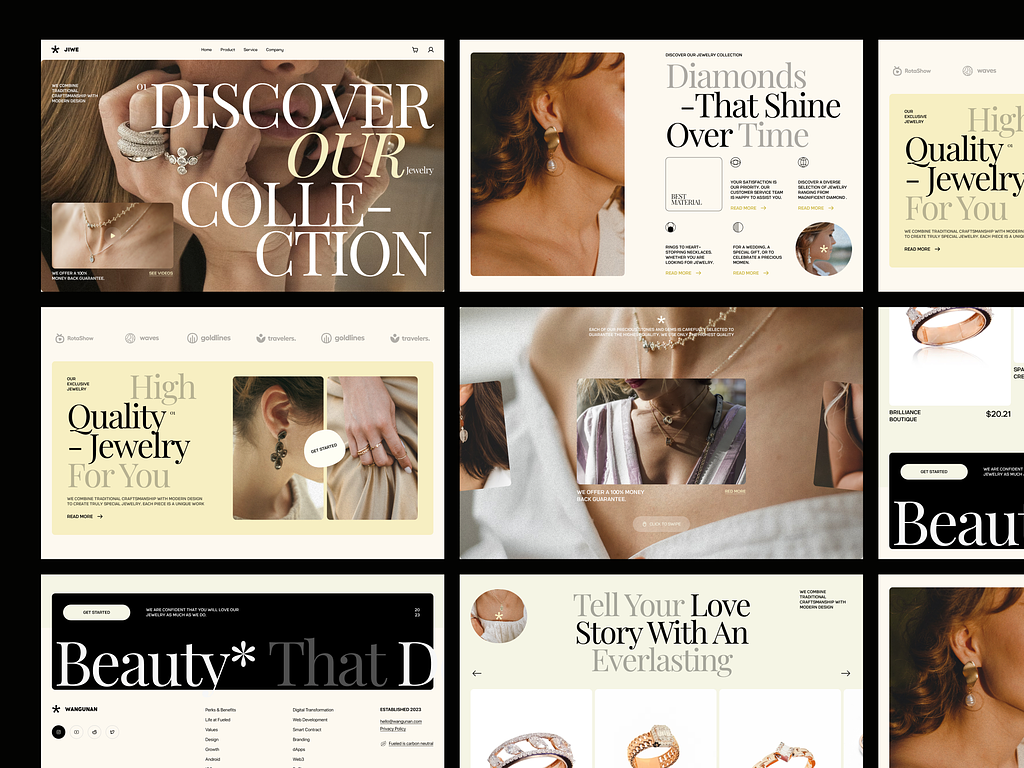 JIWE
Home Product Service Company
WE COMBINE
TRADITIONAL
CRAFTSMANSHIP WITH
MODERN DESIGN
01
DISCOVER
OUR
Jewelry
COLLE–
CTION
WE OFFER A 100%
MONEY BACK GUARANTEE.
SEE VIDEOS
DISCOVER OUR JEWELRY COLLECTION
Diamonds
–That Shine
Over Time
BEST
MATERIAL
YOUR SATISFACTION IS
OUR PRIORITY. OUR
CUSTOMER SERVICE TEAM
IS HAPPY TO ASSIST YOU.
READ MORE
DISCOVER A DIVERSE
SELECTION OF JEWELRY
RANGING FROM
MAGNIFICENT DIAMOND .
READ MORE
RINGS TO HEART-
STOPPING NECKLACES.
WHETHER YOU ARE
LOOKING FOR JEWELRY.
READ MORE
FOR A WEDDING, A
SPECIAL GIFT, OR TO
CELEBRATE A PRECIOUS
MOMEN.
READ MORE
RotaShow waves
OUR
EXCLUSIVE
JEWELRY
High
Quality 01
– Jewelry
For You
WE COMBINE TRADITIONAL CRAFTSMANSHIP WITH MODERN
TO CREATE TRULY SPECIAL JEWELRY. EACH PIECE IS A UNIQUE
READ MORE
RotaShow waves goldlines travelers. goldlines travelers.
OUR
EXCLUSIVE
JEWELRY
High
Quality 01
– Jewelry
For You
WE COMBINE TRADITIONAL CRAFTSMANSHIP WITH MODERN DESIGN
TO CREATE TRULY SPECIAL JEWELRY. EACH PIECE IS A UNIQUE WORK
READ MORE
GET STARTED
EACH OF OUR PRECIOUS STONES AND GEMS IS CAREFULLY SELECTED TO
GUARANTEE THE HIGHEST QUALITY. WE USE ONLY THE HIGHEST QUALITY
WE OFFER A 100% MONEY
BACK GUARANTEE.
SEE MORE
BRILLIANCE
BOUTIQUE
$20.21
SPA
CRE
GET STARTED
WE ARE CONFIDENT
JEWELRY AS MUCH
Beaut
GET STARTED
WE ARE CONFIDENT THAT YOU WILL LOVE OUR
JEWELRY AS MUCH AS WE DO.
20
23
Beauty* That D
WANGUNAN
Perks & Benefits
Life at Fueled
Values
Design
Growth
Android
Digital Transformation
Web Development
Smart Contract
Branding
dApps
Web3
ESTABLISHED 2023
hello@wangunan.com
Privacy Policy
Fueled is carbon neutral
Tell Your Love
Story With An
Everlasting
WE COMBINE
TRADITIONAL
CRAFTSMANSHIP WITH
MODERN DESIGN